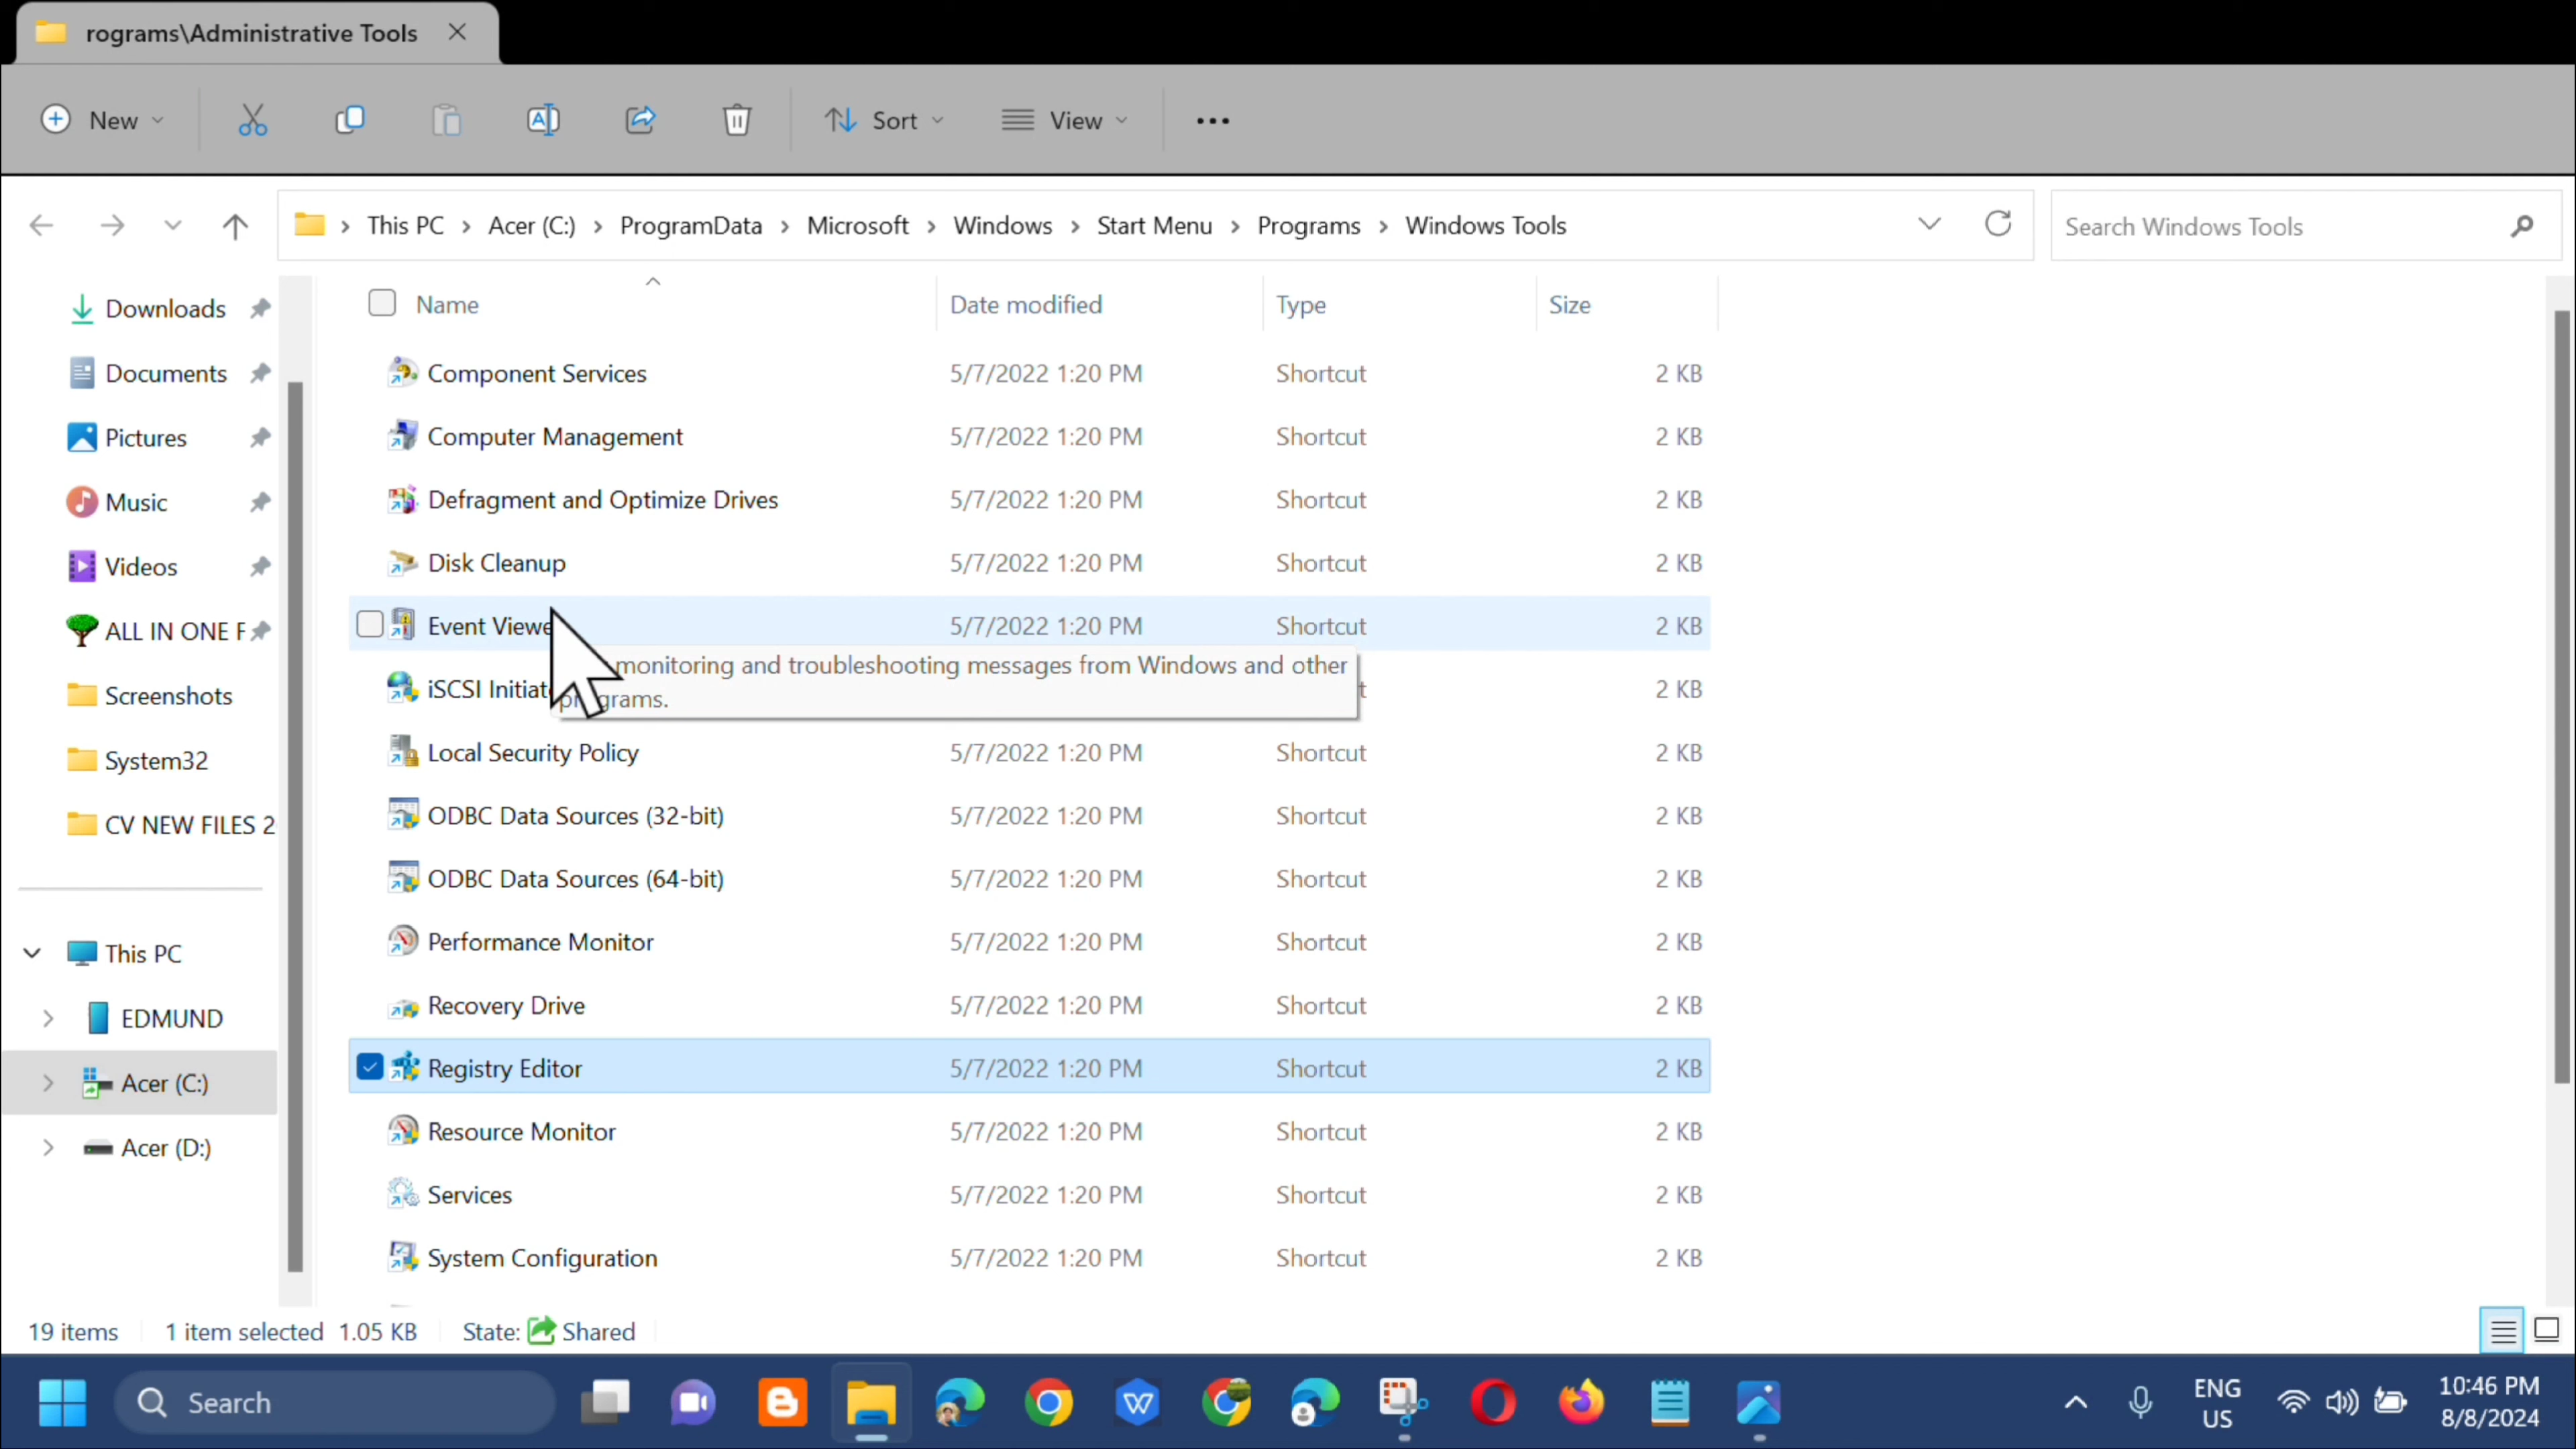 rograms\Administrative Tools
New
Sort
View
This PC > Acer (C:) > ProgramData > Microsoft > Windows > Start Menu > Programs > Windows Tools
Search Windows Tools
Downloads
Documents
Pictures
Music
Videos
ALL IN ONE F
Screenshots
System32
CV NEW FILES 2
This PC
EDMUND
Acer (C:)
Acer (D:)
Name Date modified Type Size
Component Services 5/7/2022 1:20 PM Shortcut 2 KB
Computer Management 5/7/2022 1:20 PM Shortcut 2 KB
Defragment and Optimize Drives 5/7/2022 1:20 PM Shortcut 2 KB
Disk Cleanup 5/7/2022 1:20 PM Shortcut 2 KB
Event Viewe 5/7/2022 1:20 PM Shortcut 2 KB
monitoring and troubleshooting messages from Windows and other
iSCSI Initiat t 2 KB
grams.
Local Security Policy 5/7/2022 1:20 PM Shortcut 2 KB
ODBC Data Sources (32-bit) 5/7/2022 1:20 PM Shortcut 2 KB
ODBC Data Sources (64-bit) 5/7/2022 1:20 PM Shortcut 2 KB
Performance Monitor 5/7/2022 1:20 PM Shortcut 2 KB
Recovery Drive 5/7/2022 1:20 PM Shortcut 2 KB
Registry Editor 5/7/2022 1:20 PM Shortcut 2 KB
Resource Monitor 5/7/2022 1:20 PM Shortcut 2 KB
Services 5/7/2022 1:20 PM Shortcut 2 KB
System Configuration 5/7/2022 1:20 PM Shortcut 2 KB
19 items 1 item selected 1.05 KB State: Shared
Search
ENG
US
10:46 PM
8/8/2024